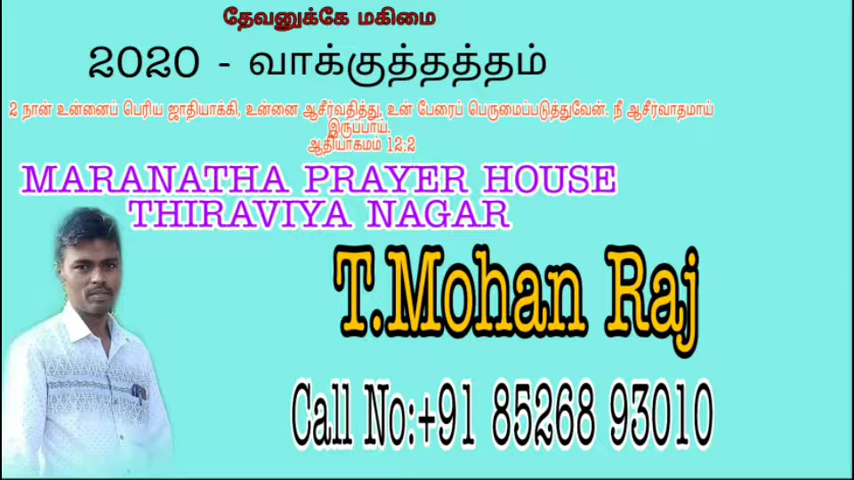 தேவனுக்கே மகிமை
2020 - வாக்குத்தத்தம்
2 நான் உன்னைப் பெரிய ஜாதியாக்கி, உன்னை ஆசீர்வதித்து, உன் பேரைப் பெருமைப்படுத்துவேன். நீ ஆசீர்வாதமாய்
இருப்பாய்.
ஆதியாகமம் 12:2
MARANATHA PRAYER HOUSE
THIRAVIYA NAGAR
T.Mohan Raj
Call No:+91 85268 93010